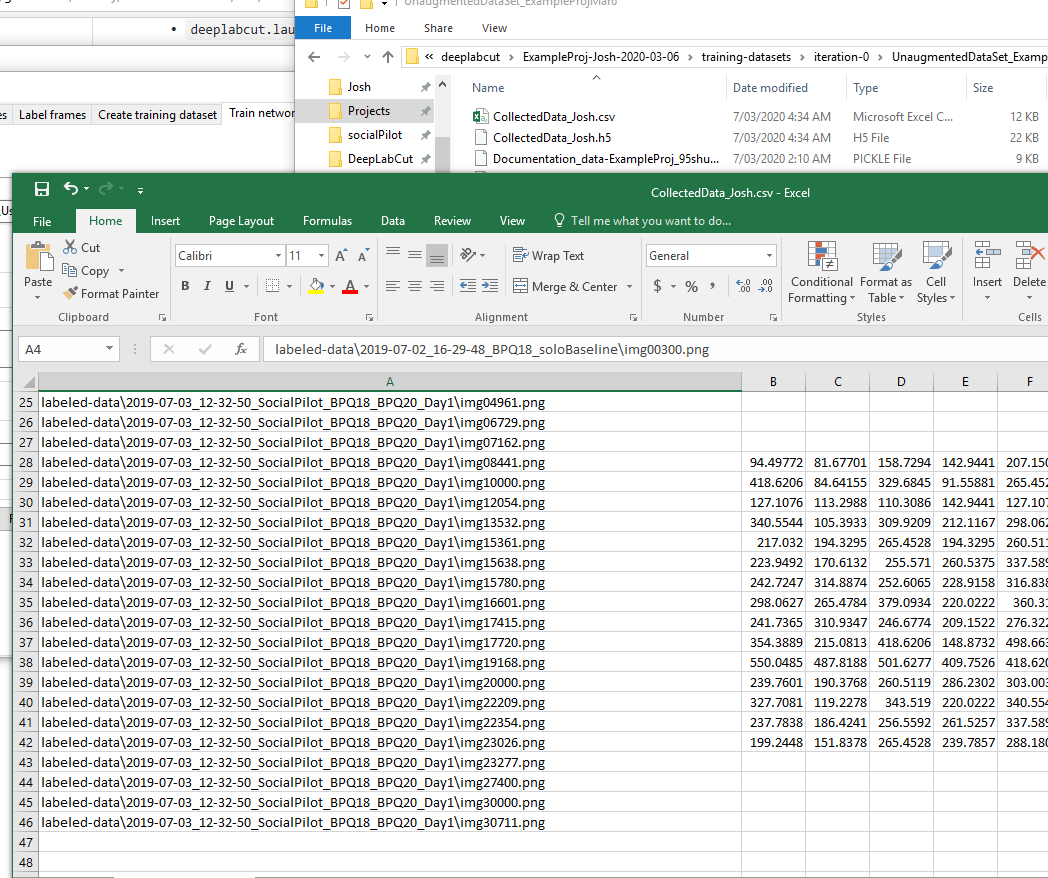 UnaugmentedDataSet_ExampleProjMar6
• deeplabcut.lau
File Home Share View
« deeplabcut › ExampleProj-Josh-2020-03-06 › training-datasets › iteration-0 › UnaugmentedDataSet_Examp
Josh
Projects
socialPilot
DeepLabCut
Name Date modified Type Size
CollectedData_Josh.csv 7/03/2020 4:34 AM Microsoft Excel C... 12 KB
CollectedData_Josh.h5 7/03/2020 4:34 AM H5 File 22 KB
Documentation_data-ExampleProj_95shu... 7/03/2020 2:10 AM PICKLE File 9 KB
es Label frames Create training dataset Train networ
CollectedData_Josh.csv - Excel
File Home Insert Page Layout Formulas Data Review View Tell me what you want to do...
Paste
Cut
Copy
Format Painter
Clipboard
Calibri 11
B I U
Font
Wrap Text
Merge & Center
Alignment
General
$ % ,
Number
Conditional Formatting
Format as Table
Cell Styles
Styles
Insert Delete
Cells
A4 fx labeled-data\2019-07-02_16-29-48_BPQ18_soloBaseline\img00300.png
A B C D E F
25 labeled-data\2019-07-03_12-32-50_SocialPilot_BPQ18_BPQ20_Day1\img04961.png
26 labeled-data\2019-07-03_12-32-50_SocialPilot_BPQ18_BPQ20_Day1\img06729.png
27 labeled-data\2019-07-03_12-32-50_SocialPilot_BPQ18_BPQ20_Day1\img07162.png
28 labeled-data\2019-07-03_12-32-50_SocialPilot_BPQ18_BPQ20_Day1\img08441.png 94.49772 81.67701 158.7294 142.9441 207.150
29 labeled-data\2019-07-03_12-32-50_SocialPilot_BPQ18_BPQ20_Day1\img10000.png 418.6206 84.64155 329.6845 91.55881 265.452
30 labeled-data\2019-07-03_12-32-50_SocialPilot_BPQ18_BPQ20_Day1\img12054.png 127.1076 113.2988 110.3086 142.9441 127.107
31 labeled-data\2019-07-03_12-32-50_SocialPilot_BPQ18_BPQ20_Day1\img13532.png 340.5544 105.3933 309.9209 212.1167 298.062
32 labeled-data\2019-07-03_12-32-50_SocialPilot_BPQ18_BPQ20_Day1\img15361.png 217.032 194.3295 265.4528 194.3295 260.511
33 labeled-data\2019-07-03_12-32-50_SocialPilot_BPQ18_BPQ20_Day1\img15638.png 223.9492 170.6132 255.571 260.5375 337.589
34 labeled-data\2019-07-03_12-32-50_SocialPilot_BPQ18_BPQ20_Day1\img15780.png 242.7247 314.8874 252.6065 228.9158 316.838
35 labeled-data\2019-07-03_12-32-50_SocialPilot_BPQ18_BPQ20_Day1\img16601.png 298.0627 265.4784 379.0934 220.0222 360.31
36 labeled-data\2019-07-03_12-32-50_SocialPilot_BPQ18_BPQ20_Day1\img17415.png 241.7365 310.9347 246.6774 209.1522 276.322
37 labeled-data\2019-07-03_12-32-50_SocialPilot_BPQ18_BPQ20_Day1\img17720.png 354.3889 215.0813 418.6206 148.8732 498.663
38 labeled-data\2019-07-03_12-32-50_SocialPilot_BPQ18_BPQ20_Day1\img19168.png 550.0485 487.8188 501.6277 409.7526 418.620
39 labeled-data\2019-07-03_12-32-50_SocialPilot_BPQ18_BPQ20_Day1\img20000.png 239.7601 190.3768 260.5119 286.2302 303.003
40 labeled-data\2019-07-03_12-32-50_SocialPilot_BPQ18_BPQ20_Day1\img22209.png 327.7081 119.2278 343.519 220.0222 340.554
41 labeled-data\2019-07-03_12-32-50_SocialPilot_BPQ18_BPQ20_Day1\img22354.png 237.7838 186.4241 256.5592 261.5257 337.589
42 labeled-data\2019-07-03_12-32-50_SocialPilot_BPQ18_BPQ20_Day1\img23026.png 199.2448 151.8378 265.4528 239.7857 288.180
43 labeled-data\2019-07-03_12-32-50_SocialPilot_BPQ18_BPQ20_Day1\img23277.png
44 labeled-data\2019-07-03_12-32-50_SocialPilot_BPQ18_BPQ20_Day1\img27400.png
45 labeled-data\2019-07-03_12-32-50_SocialPilot_BPQ18_BPQ20_Day1\img30000.png
46 labeled-data\2019-07-03_12-32-50_SocialPilot_BPQ18_BPQ20_Day1\img30711.png
47
48